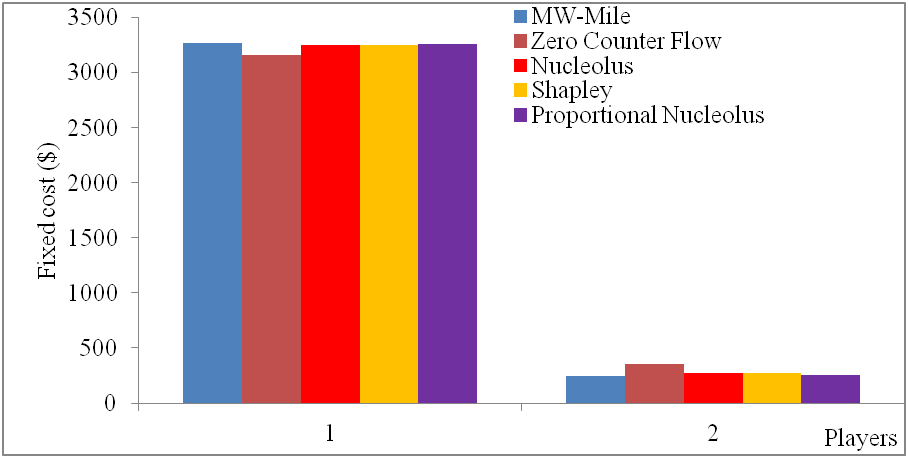 3500
3000
2500
2000
1500
1000
500
0
Fixed cost ($)
MW-Mile
Zero Counter Flow
Nucleolus
Shapley
Proportional Nucleolus
1
2
Players